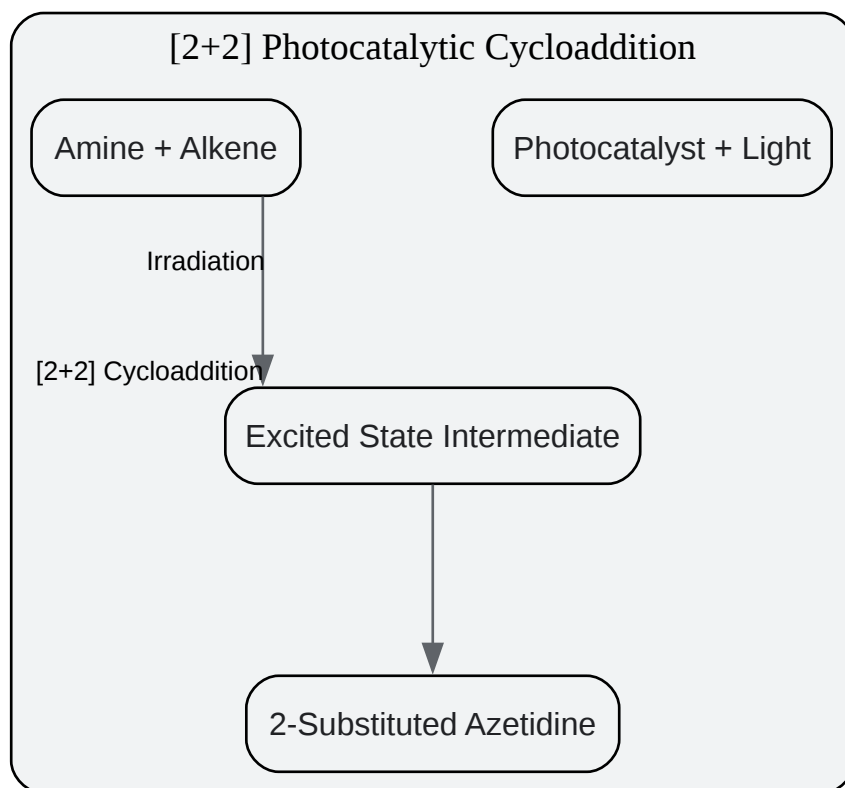 [2+2] Photocatalytic Cycloaddition
Amine + Alkene
Photocatalyst + Light
Irradiation
[2+2] Cycloaddition
Excited State Intermediate
2-Substituted Azetidine